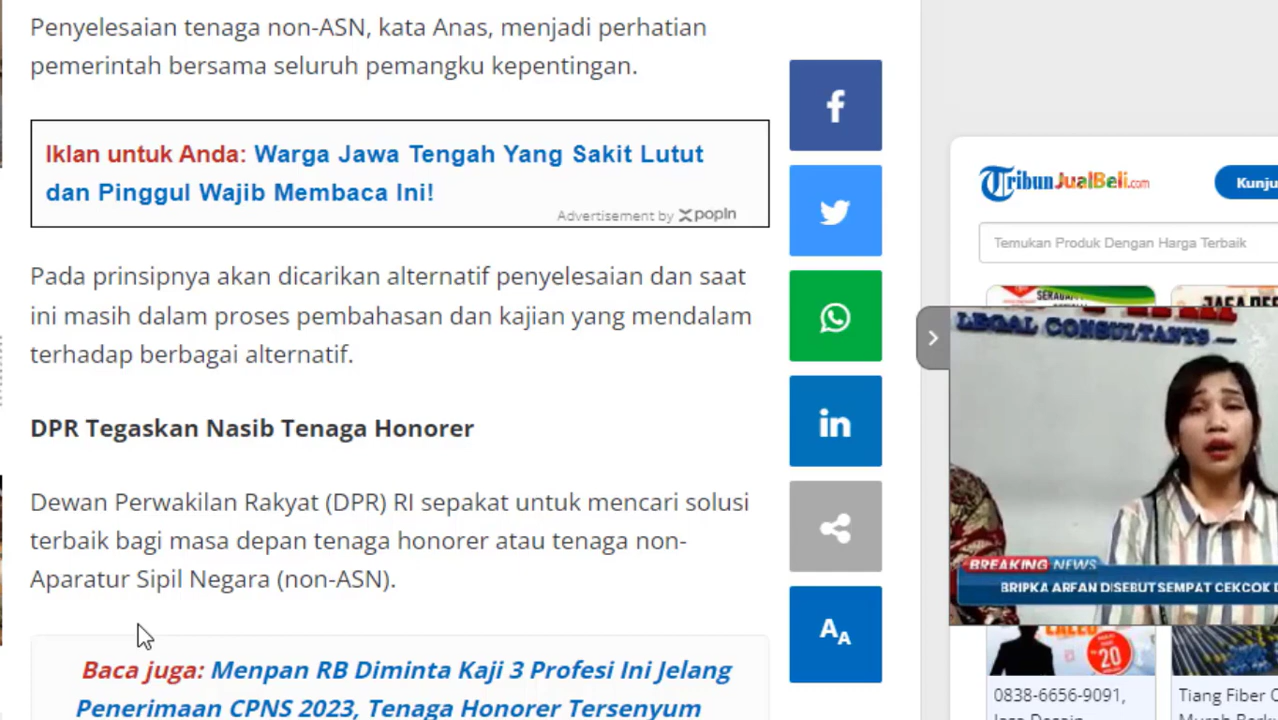 Penyelesaian tenaga non-ASN, kata Anas, menjadi perhatian
pemerintah bersama seluruh pemangku kepentingan.
Iklan untuk Anda: Warga Jawa Tengah Yang Sakit Lutut
dan Pinggul Wajib Membaca Ini!
Advertisement by popIn
Pada prinsipnya akan dicarikan alternatif penyelesaian dan saat
ini masih dalam proses pembahasan dan kajian yang mendalam
terhadap berbagai alternatif.
DPR Tegaskan Nasib Tenaga Honorer
Dewan Perwakilan Rakyat (DPR) RI sepakat untuk mencari solusi
terbaik bagi masa depan tenaga honorer atau tenaga non-
Aparatur Sipil Negara (non-ASN).
Baca juga: Menpan RB Diminta Kaji 3 Profesi Ini Jelang
Penerimaan CPNS 2023, Tenaga Honorer Tersenyum
AA
TribunJualBeli.com
Kunju
Temukan Produk Dengan Harga Terbaik
LEGAL CONSULTANTS
BREAKING NEWS
BRIPKA ARFAN DISEBUT SEMPAT CEKCOK D
20
0838-6656-9091,
Tiang Fiber O